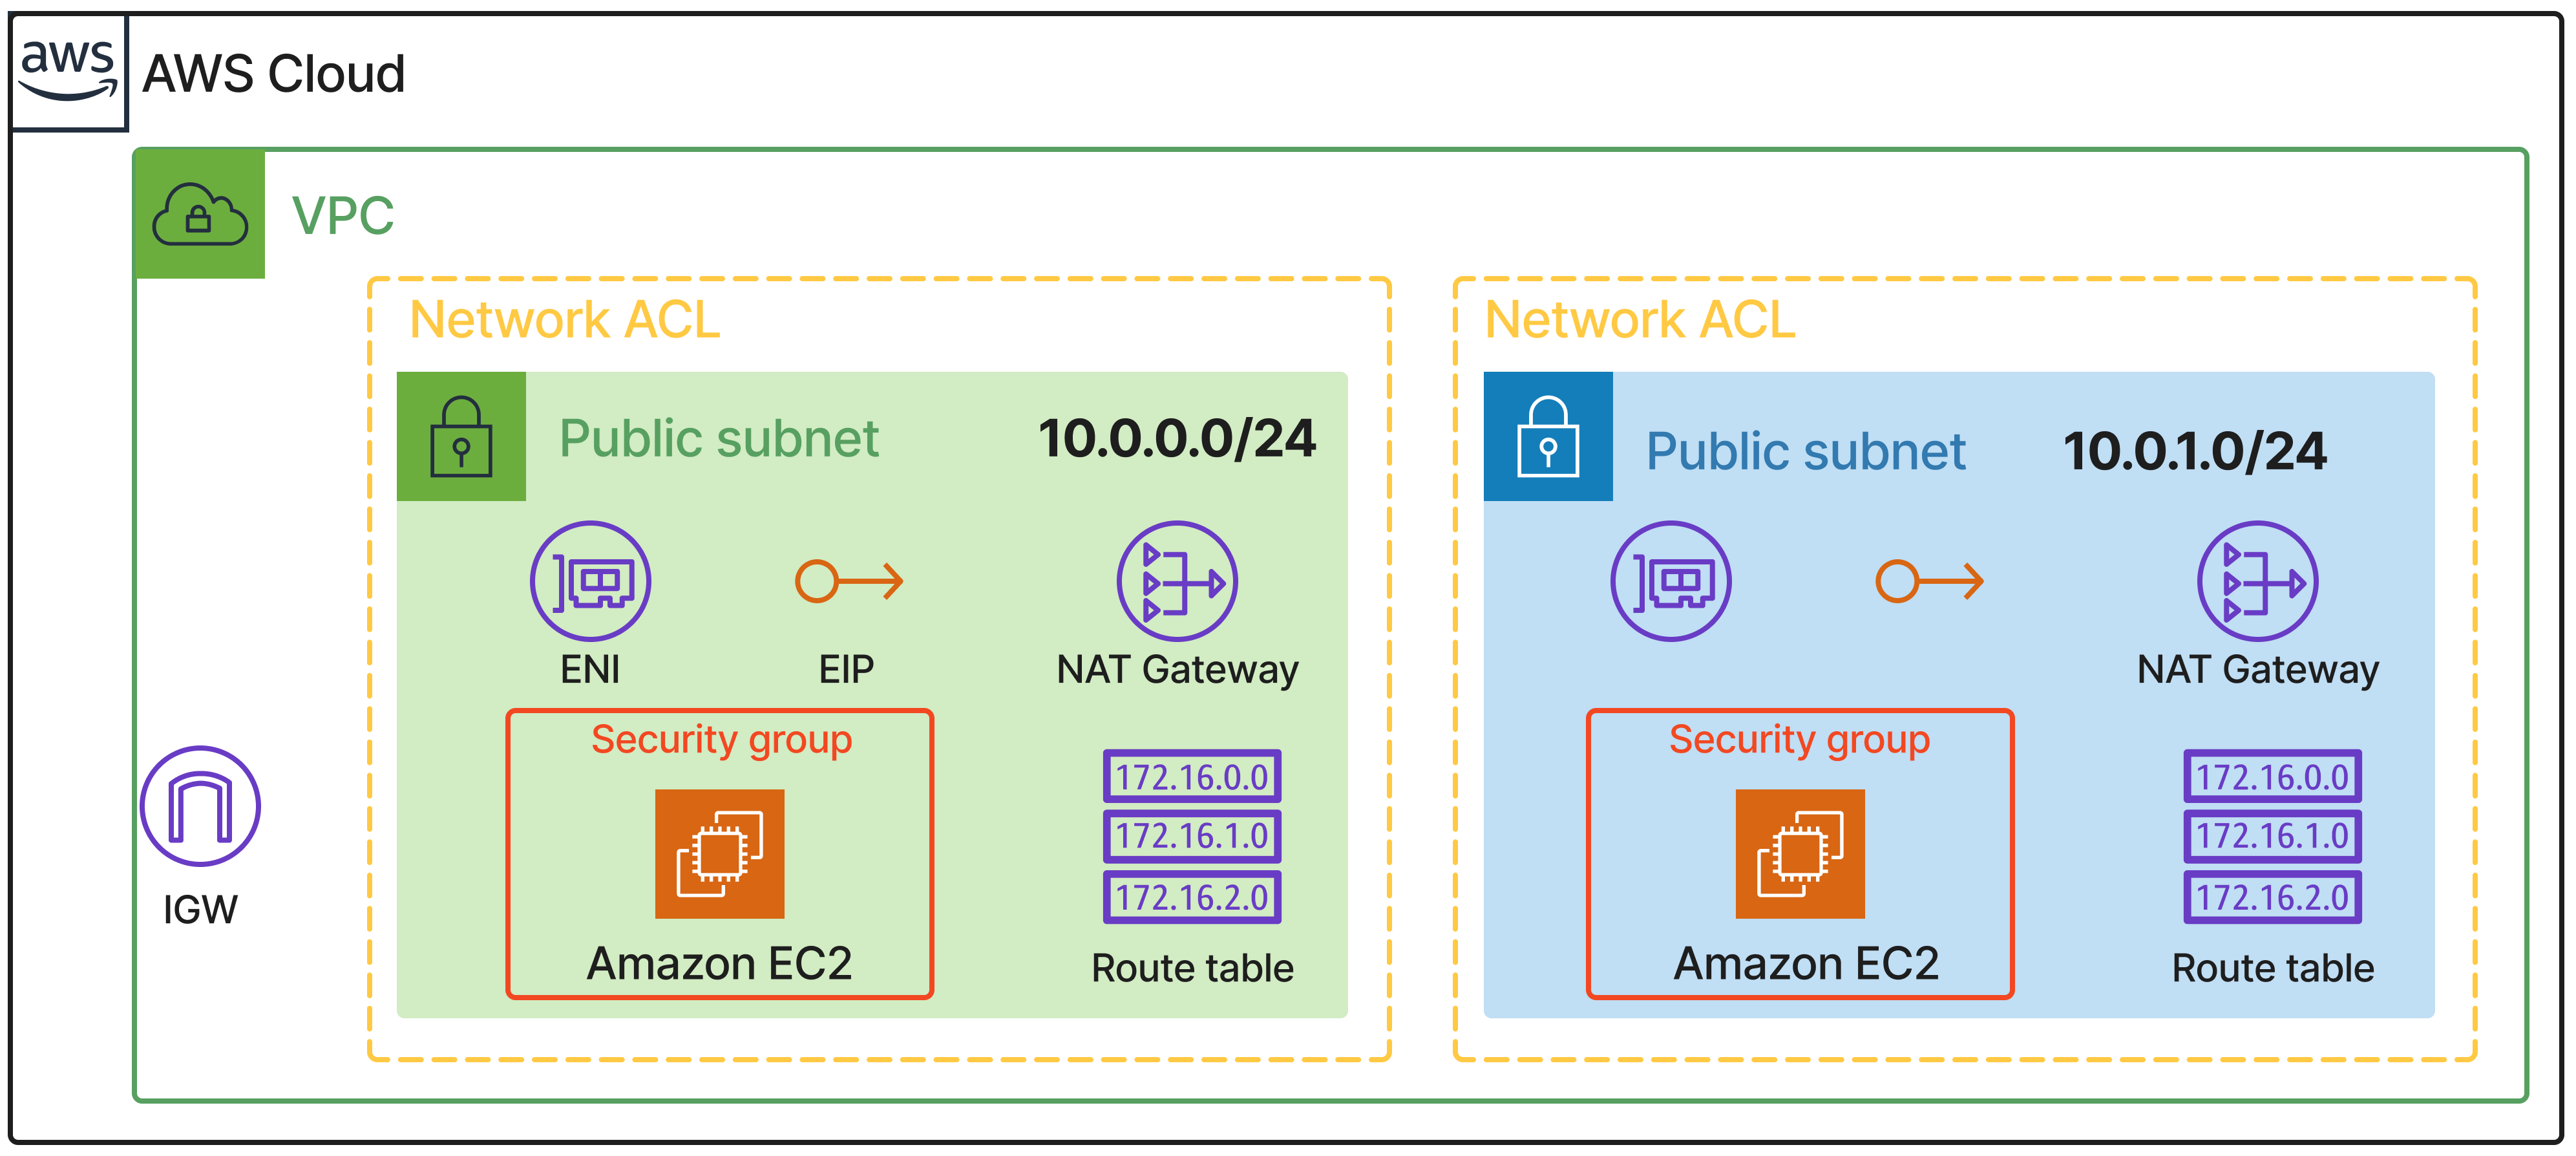 aws
AWS Cloud
VPC
Network ACL
Public subnet
10.0.0.0/24
ENI
EIP
NAT Gateway
Security group
Amazon EC2
172.16.0.0
172.16.1.0
172.16.2.0
Route table
Network ACL
Public subnet
10.0.1.0/24
NAT Gateway
Security group
Amazon EC2
172.16.0.0
172.16.1.0
172.16.2.0
Route table
IGW